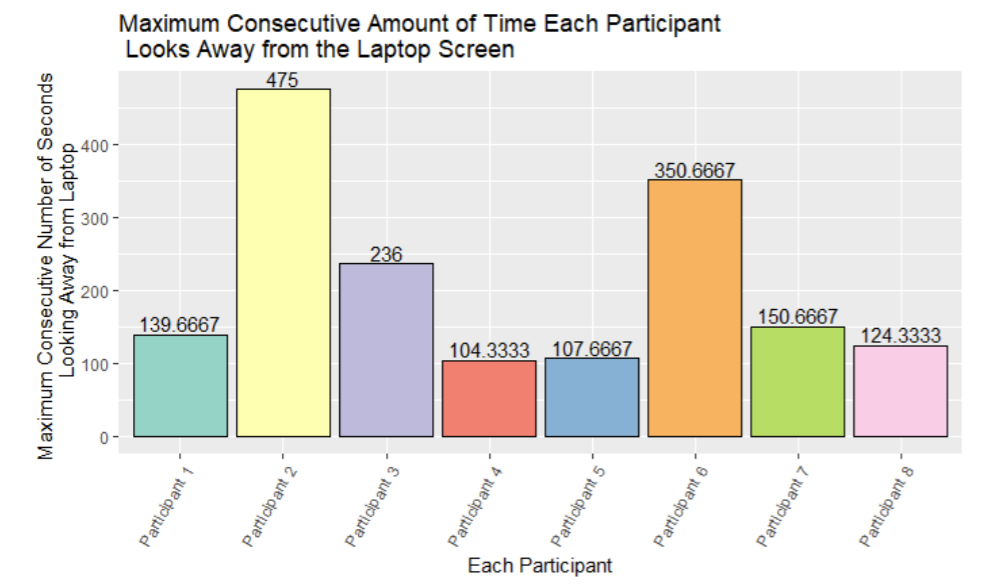 Maximum Consecutive Amount of Time Each Participant
Looks Away from the Laptop Screen
Maximum Consecutive Number of Seconds
Looking Away from Laptop
400
300
200
100
0
139.6667
475
236
104.3333
107.6667
350.6667
150.6667
124.3333
Participant 1
Participant 2
Participant 3
Participant 4
Participant 5
Participant 6
Participant 7
Participant 8
Each Participant